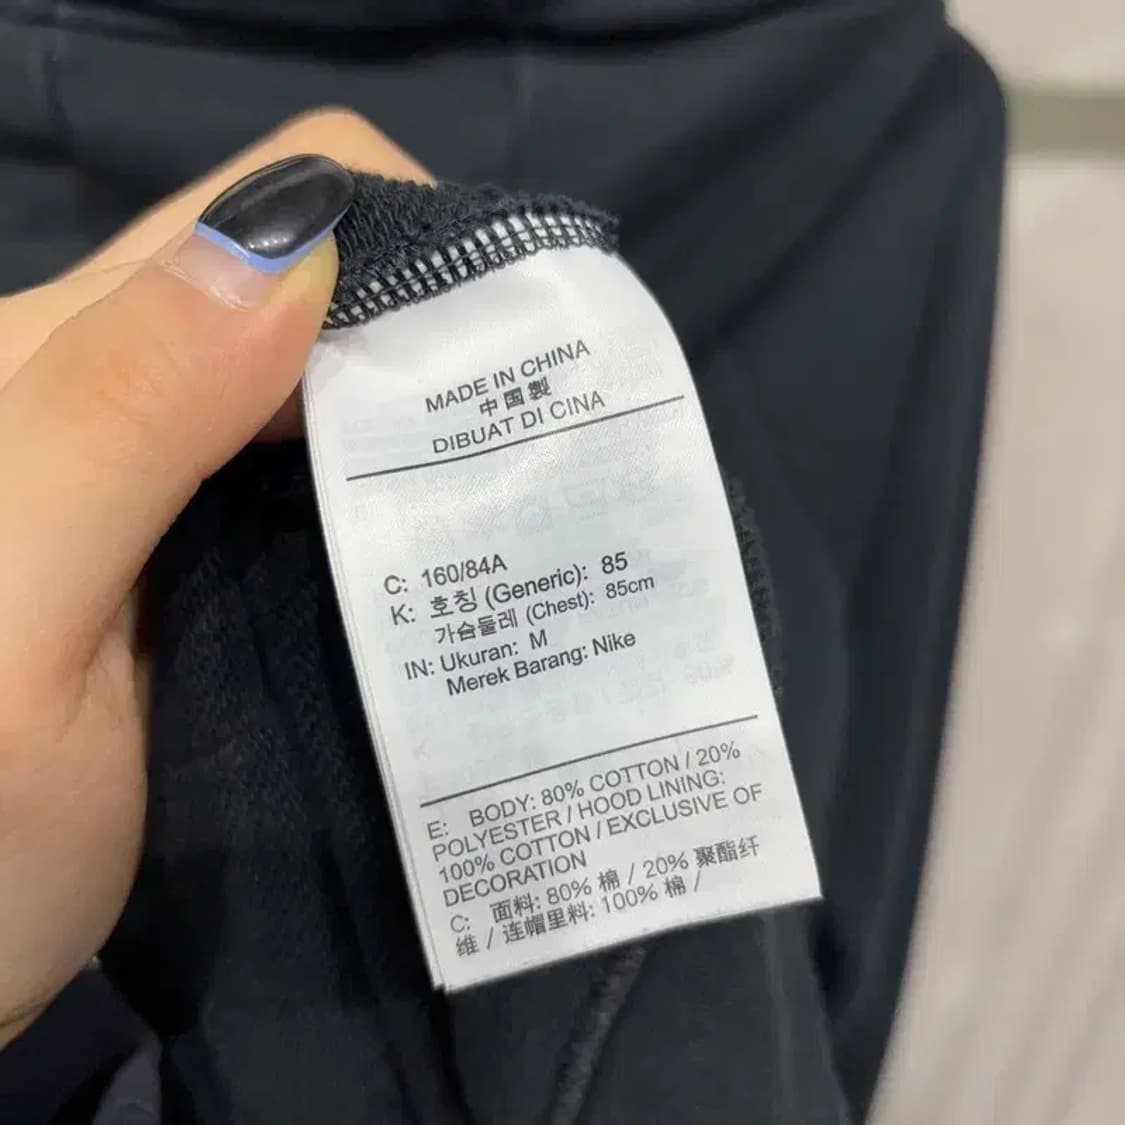 MADE IN CHINA
中国製
DIBUAT DI CINA
C: 160/84A
K: 호칭 (Generic): 85
가슴둘레 (Chest): 85cm
IN: Ukuran: M
Merek Barang: Nike
E: BODY: 80% COTTON / 20%
POLYESTER / HOOD LINING:
100% COTTON / EXCLUSIVE OF
DECORATION
C: 面料: 80% 棉 / 20% 聚酯纤
维 / 连帽里料: 100% 棉 /